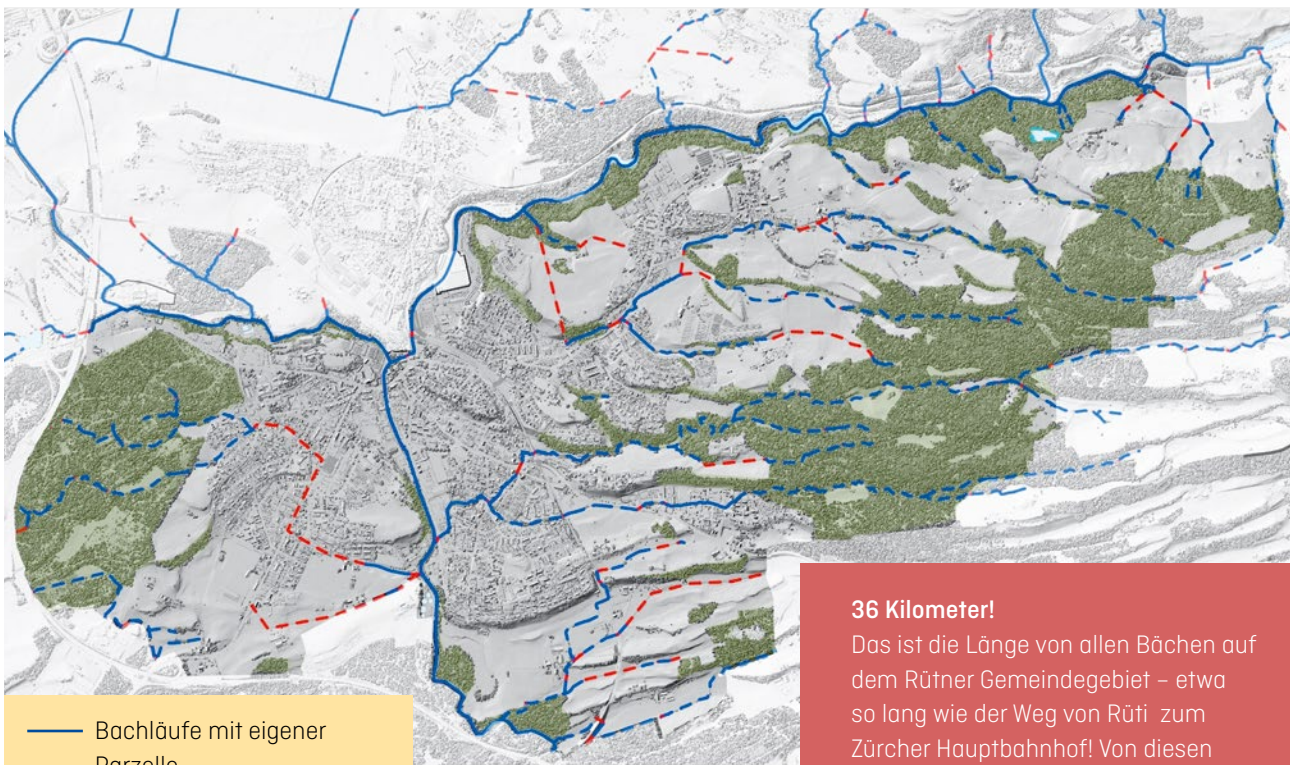 Bachläufe mit eigener
Parzelle
36 Kilometer!
Das ist die Länge von allen Bächen auf
dem Rütner Gemeindegebiet – etwa
so lang wie der Weg von Rüti zum
Zürcher Hauptbahnhof! Von diesen